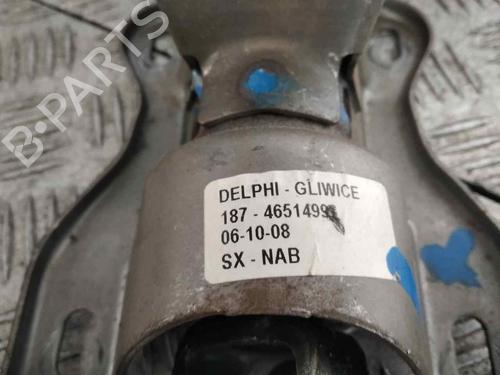 B-PARTS
DELPHI - GLIWICE
187 - 4651499
06-10-08
SX - NAB